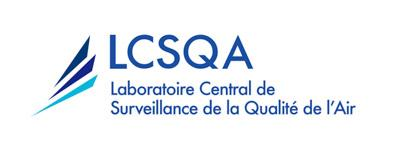 LCSQA
Laboratoire Central de
Surveillance de la Qualité de l'Air